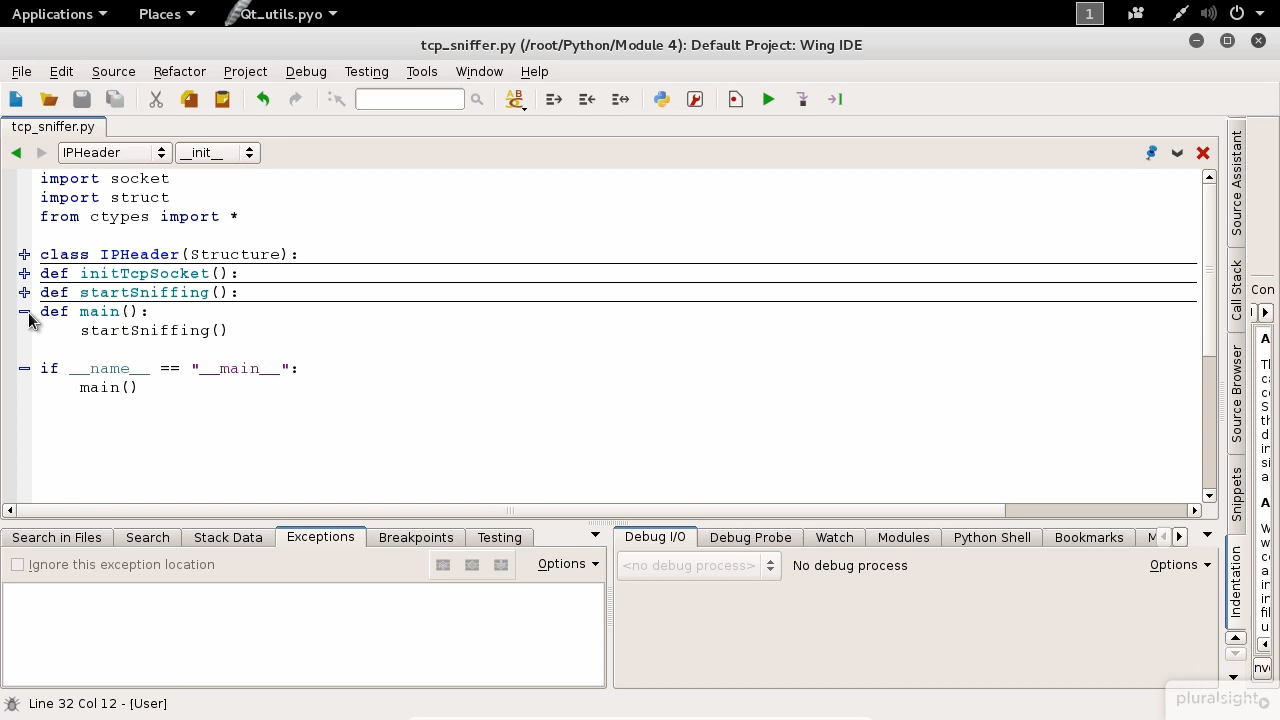 Applications Places Qt_utils.pyo 1
tcp_sniffer.py (/root/Python/Module 4): Default Project: Wing IDE
File Edit Source Refactor Project Debug Testing Tools Window Help
tcp_sniffer.py
IPHeader __init__
import socket
import struct
from ctypes import *
class IPHeader(Structure):
def initTcpSocket():
def startSniffing():
def main():
startSniffing()
if __name__ == "__main__":
main()
Source Assistant
Call Stack
Source Browser
Snippets
Indentation
Con
Search in Files Search Stack Data Exceptions Breakpoints Testing
Debug I/O Debug Probe Watch Modules Python Shell Bookmarks M
Ignore this exception location Options
<no debug process> No debug process Options
Line 32 Col 12 - [User]
pluralsight